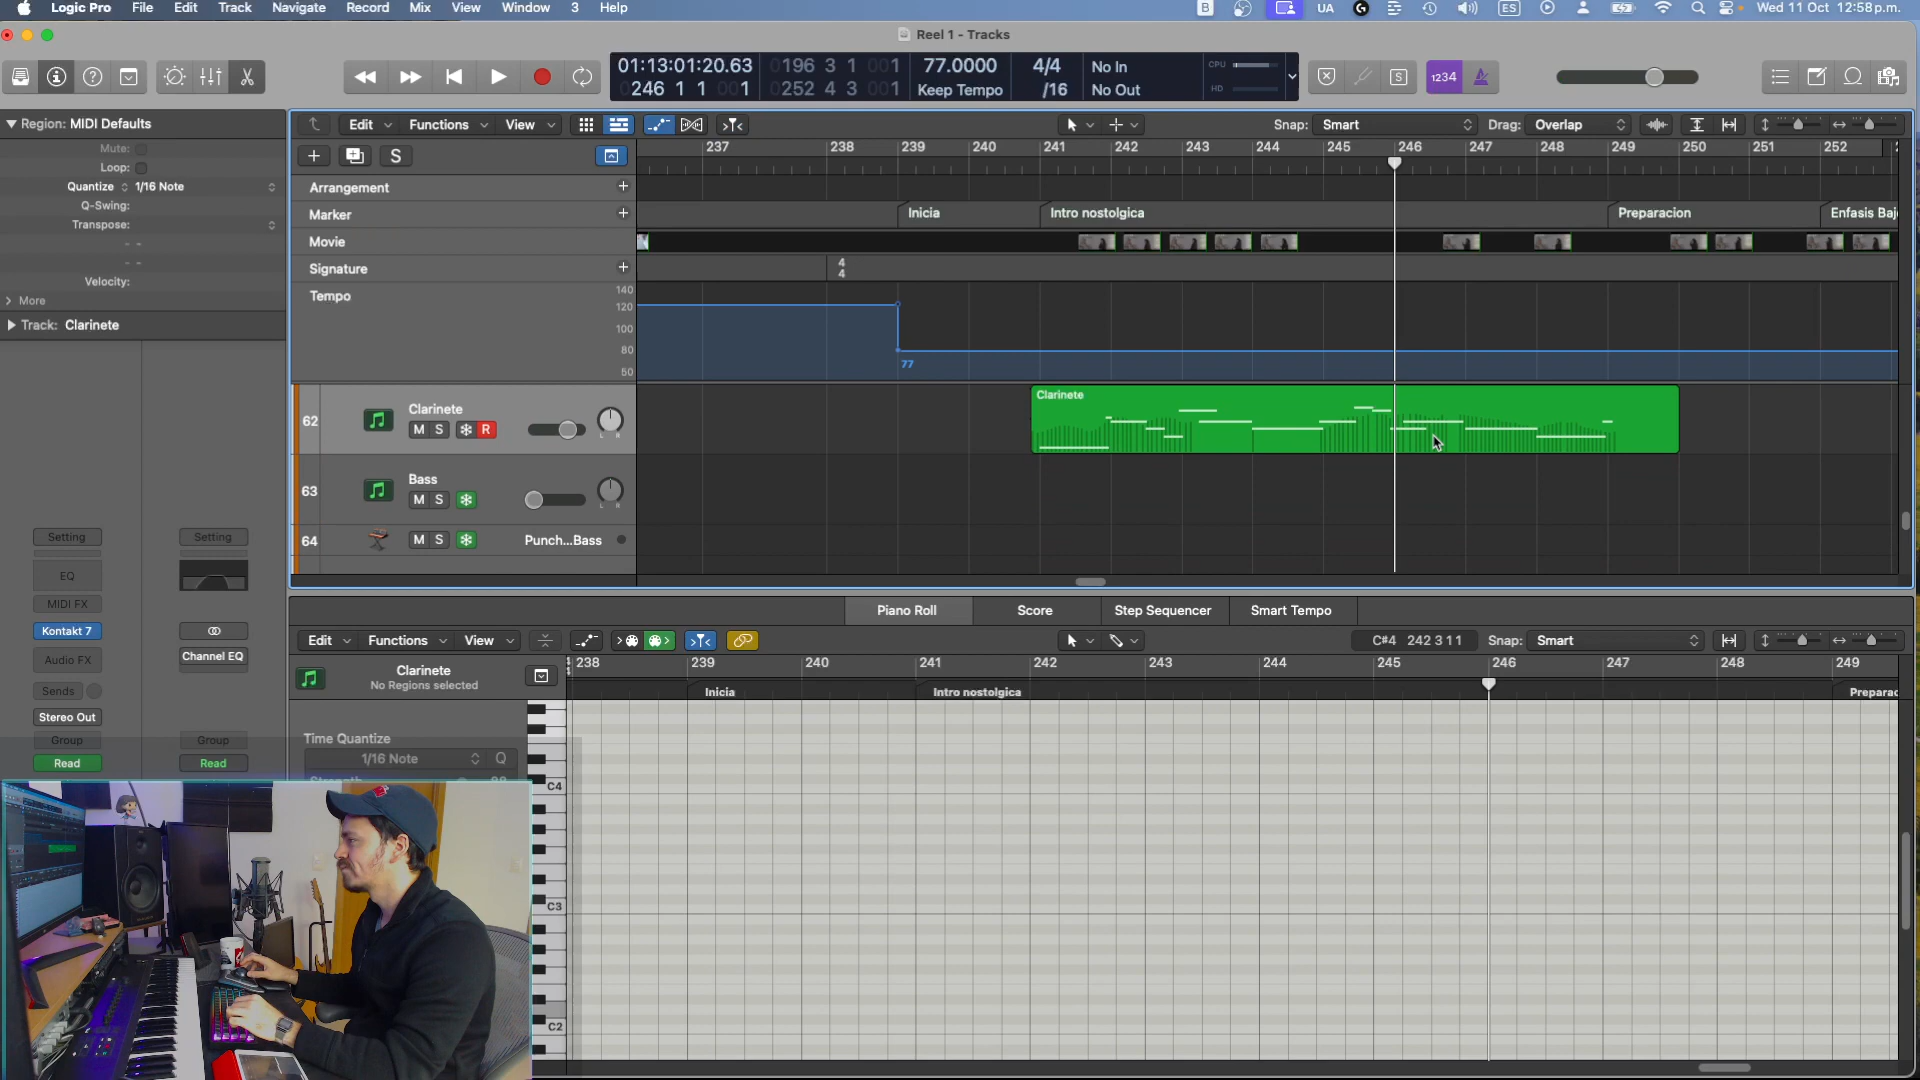 Logic Pro File Edit Track Navigate Record Mix View Window 3 Help
B UA ES Wed 11 Oct 12:58 p.m.
Reel 1 - Tracks
01:13:01:20.63 0196 3 1 001 77.0000 4/4 No In CPU
0246 1 1 001 0252 4 3 001 Keep Tempo /16 No Out HD
S 1234
Region: MIDI Defaults
Mute:
Loop:
Quantize 1/16 Note
Q-Swing:
Transpose:
Velocity:
More
Track: Clarinete
Setting Setting
EQ
MIDI FX
Kontakt 7
Audio FX Channel EQ
Sends
Stereo Out
Group Group
Read Read
Edit Functions View Snap: Smart Drag: Overlap
S
237 238 239 240 241 242 243 244 245 246 247 248 249 250 251 252
Arrangement
Marker Inicia Intro nostolgica Preparacion Enfasis Baj
Movie
Signature 4 4
Tempo 140 120 100 80 50
77
62 Clarinete M S R L R
Clarinete
63 Bass M S L R
64 M S Punch...Bass
Piano Roll Score Step Sequencer Smart Tempo
Edit Functions View C#4 242 3 1 1 Snap: Smart
Clarinete
No Regions selected
238 239 240 241 242 243 244 245 246 247 248 249
Inicia Intro nostolgica Preparac
Time Quantize
1/16 Note Q
C4
C3
C2